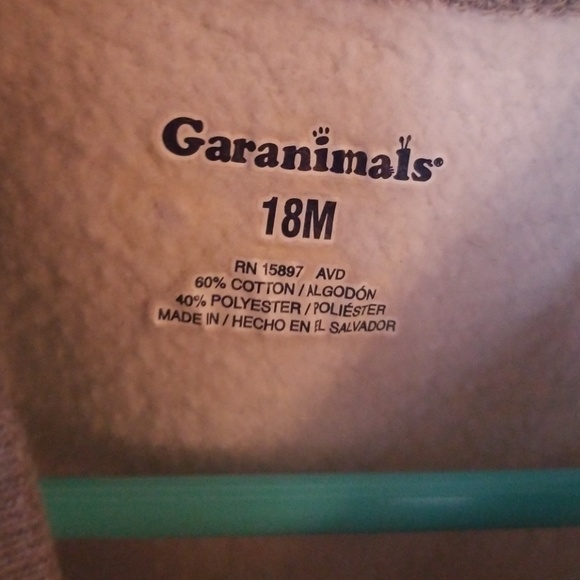 Garanimals®
18M
RN 15897 AVD
60% COTTON / ALGODÓN
40% POLYESTER / POLIÉSTER
MADE IN / HECHO EN EL SALVADOR